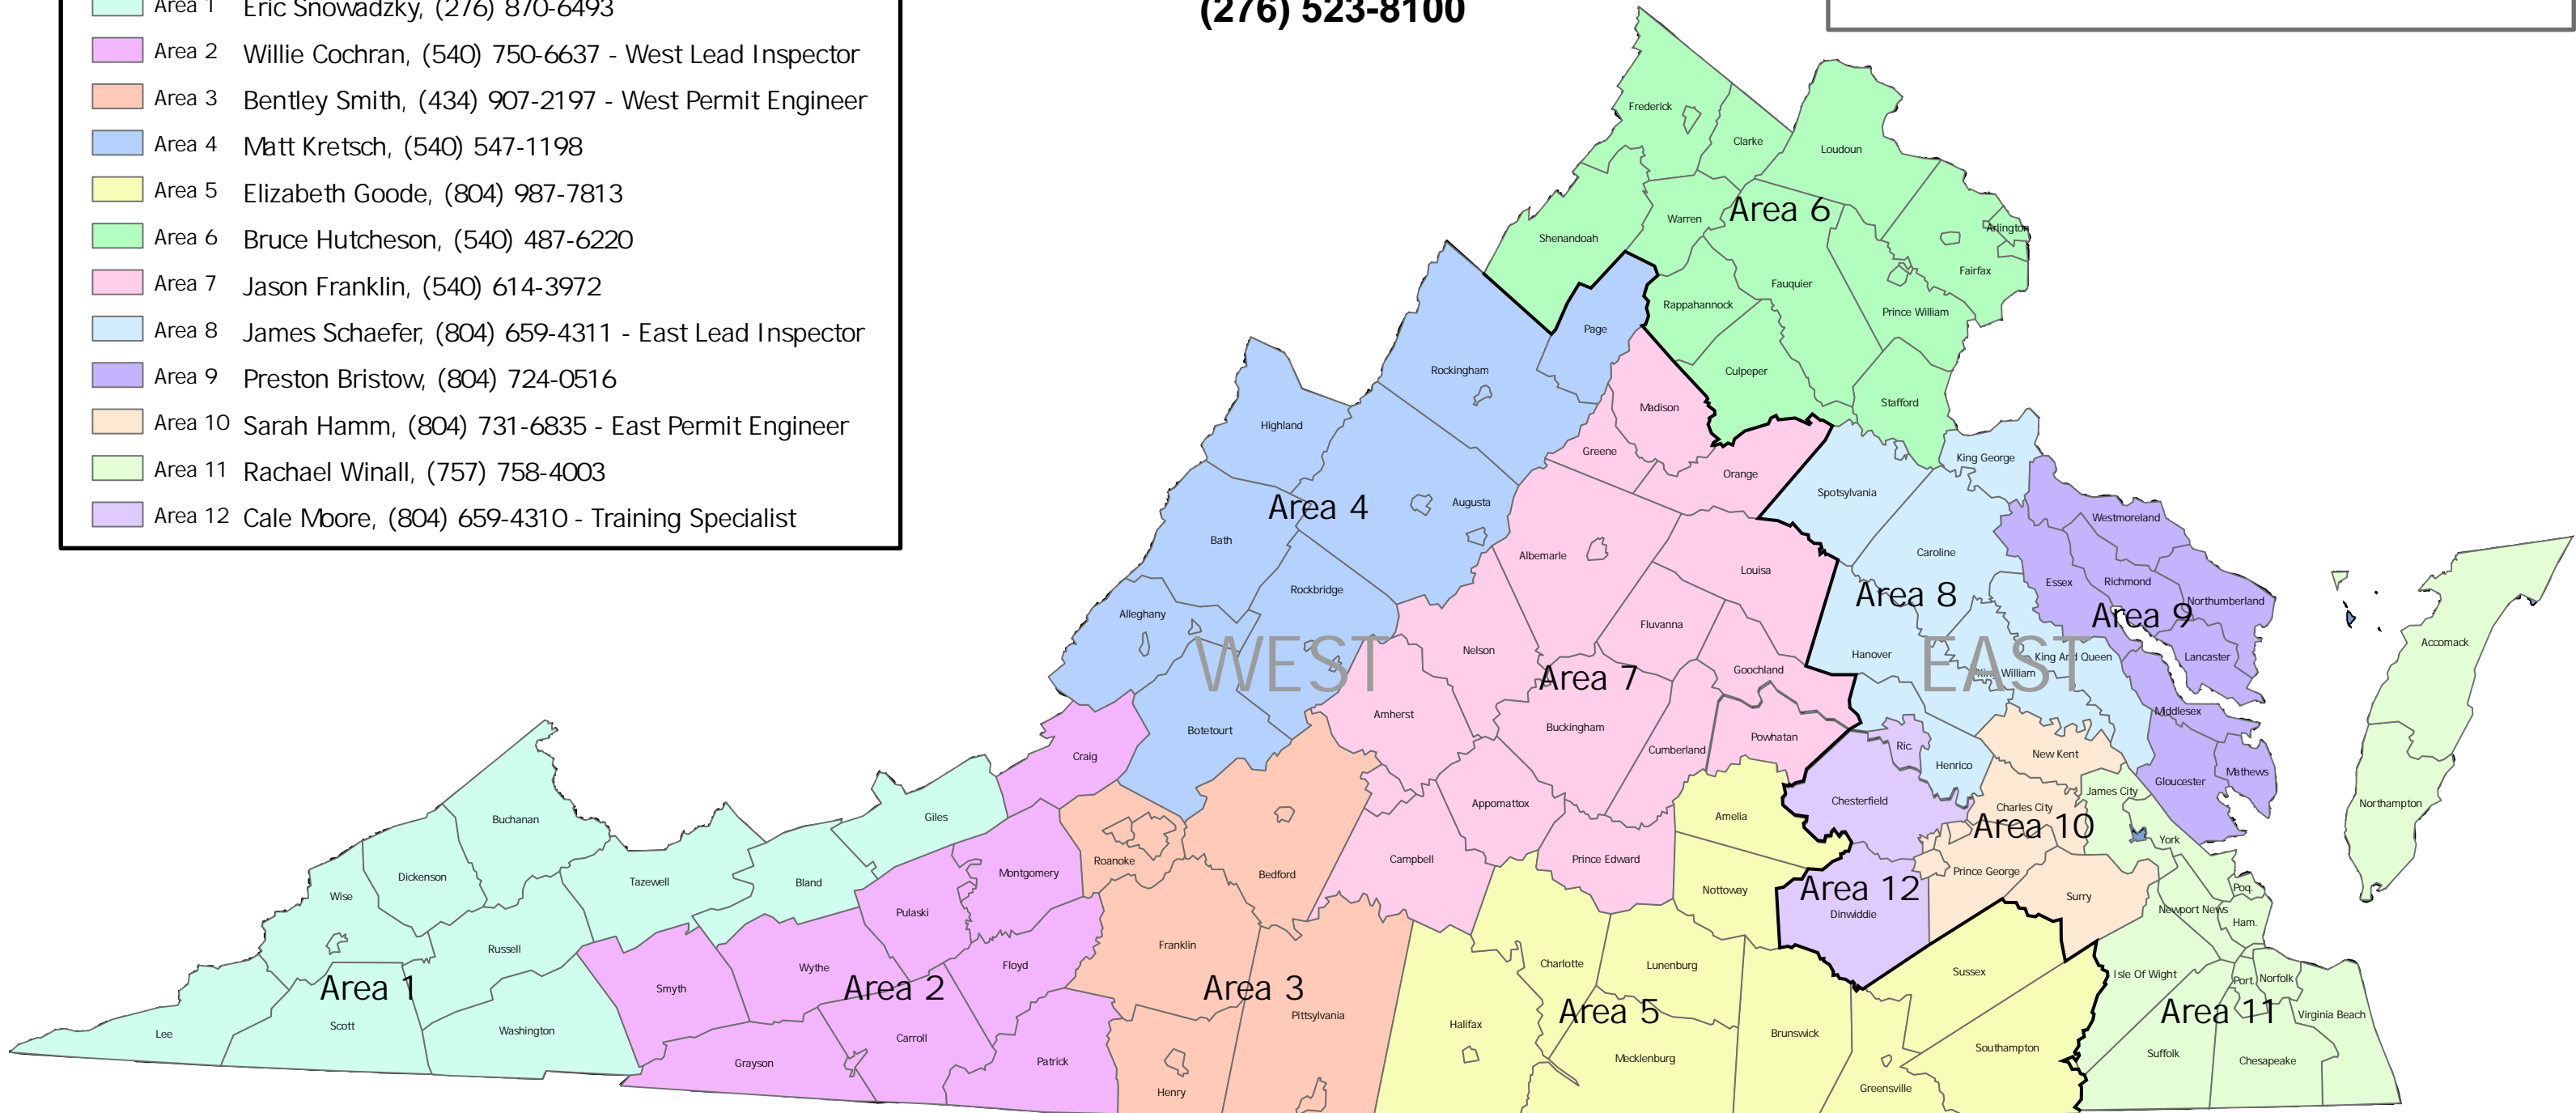 Area 1 Eric Snowadzky, (276) 870-6493
Area 2 Willie Cochran, (540) 750-6637 - West Lead Inspector
Area 3 Bentley Smith, (434) 907-2197 - West Permit Engineer
Area 4 Matt Kretsch, (540) 547-1198
Area 5 Elizabeth Goode, (804) 987-7813
Area 6 Bruce Hutcheson, (540) 487-6220
Area 7 Jason Franklin, (540) 614-3972
Area 8 James Schaefer, (804) 659-4311 - East Lead Inspector
Area 9 Preston Bristow, (804) 724-0516
Area 10 Sarah Hamm, (804) 731-6835 - East Permit Engineer
Area 11 Rachael Winall, (757) 758-4003
Area 12 Cale Moore, (804) 659-4310 - Training Specialist
(276) 523-8100
Frederick
Clarke
Loudoun
Warren
Area 6
Arlington
Shenandoah
Fairfax
Fauquier
Rappahannock
Prince William
Page
Rockingham
Culpeper
Stafford
Madison
Highland
Greene
King George
Orange
Spotsylvania
Augusta
Area 4
Westmoreland
Bath
Caroline
Albemarle
Louisa
Essex
Richmond
Rockbridge
Area 8
Northumberland
Alleghany
Area 9
Fluvanna
Accomack
WEST
EAST
Nelson
Hanover
King And Queen
Lancaster
Goochland
King William
Area 7
Amherst
Middlesex
Buckingham
Botetourt
Powhatan
Ric.
Cumberland
New Kent
Craig
Henrico
Mathews
Gloucester
James City
Chesterfield
Appomattox
Northampton
Charles City
Giles
Amelia
Buchanan
Area 10
York
Campbell
Prince Edward
Roanoke
Prince George
Montgomery
Bedford
Dickenson
Tazewell
Bland
Nottoway
Area 12
Poq.
Wise
Surry
Newport News
Pulaski
Dinwiddie
Ham.
Franklin
Russell
Charlotte
Lunenburg
Floyd
Wythe
Sussex
Isle Of Wight
Port.
Norfolk
Area 1
Smyth
Area 2
Area 3
Area 5
Area 11
Pittsylvania
Virginia Beach
Halifax
Scott
Washington
Lee
Brunswick
Carroll
Southampton
Suffolk
Mecklenburg
Chesapeake
Grayson
Patrick
Greensville
Henry